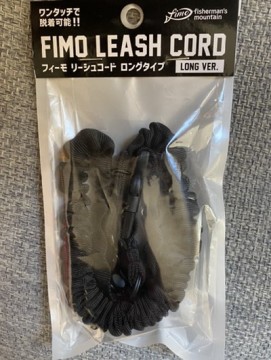 ワンタッチで
脱着可能!!
Fimo
fisherman's
mountain
FIMO LEASH CORD
フィーモ リーシュコード ロングタイプ
LONG VER.